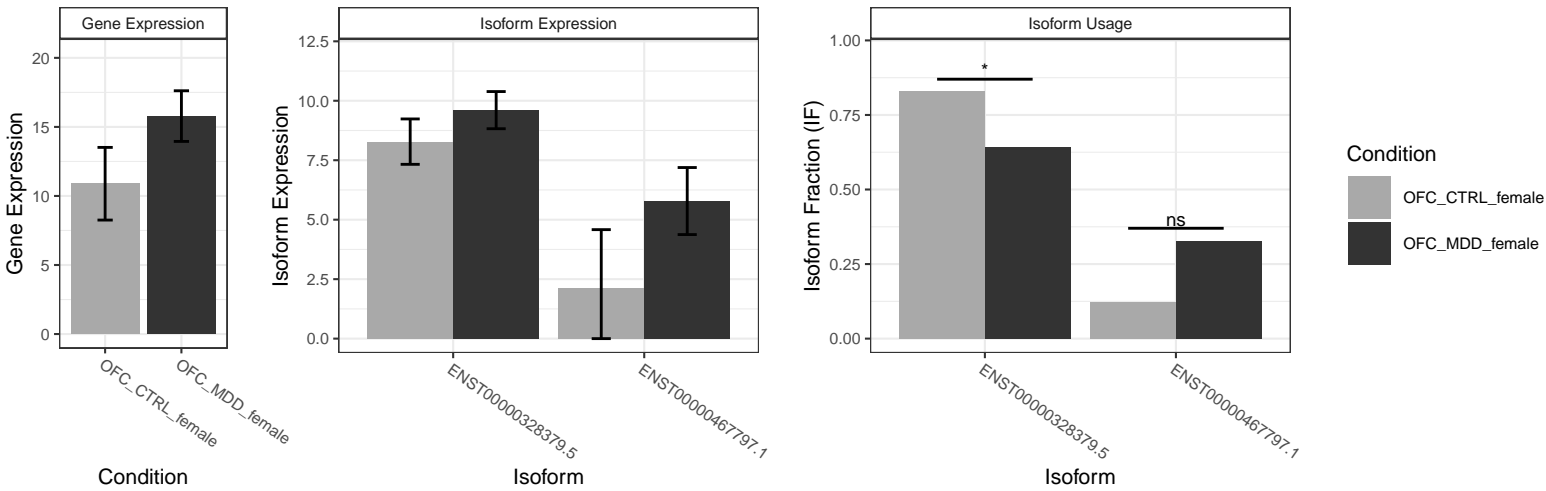 Gene Expression
Gene Expression
20
15
10
5
0
OFC_CTRL_female
OFC_MDD_female
Condition
Isoform Expression
Isoform Expression
12.5
10.0
7.5
5.0
2.5
0.0
ENST00000328379.5
ENST00000467797.1
Isoform
Isoform Usage
Isoform Fraction (IF)
1.00
0.75
0.50
0.25
0.00
*
ns
ENST00000328379.5
ENST00000467797.1
Isoform
Condition
OFC_CTRL_female
OFC_MDD_female